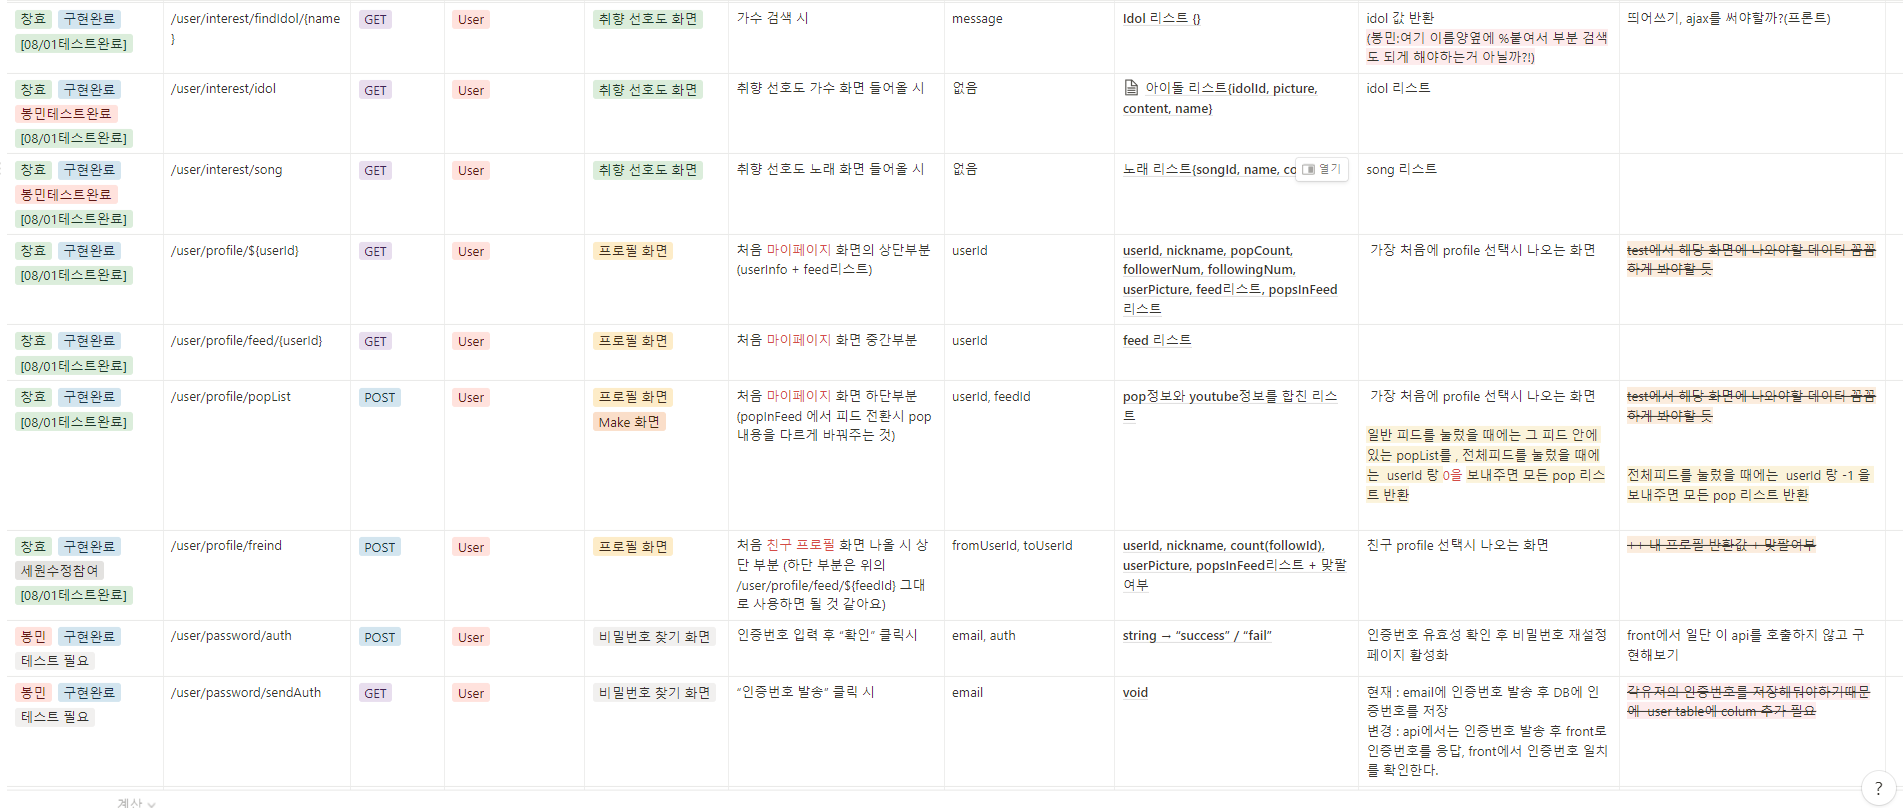 창효 구현완료
[08/01테스트완료]
/user/interest/findIdol/{name
}
GET
User
취향 선호도 화면
가수 검색 시
message
Idol 리스트 {}
idol 값 반환
(봉민:여기 이름양옆에 %붙여서 부분 검색
도 되게 해야하는거 아닐까?!)
띄어쓰기, ajax를 써야할까?(프론트)
창효 구현완료
봉민테스트완료
[08/01테스트완료]
/user/interest/idol
GET
User
취향 선호도 화면
취향 선호도 가수 화면 들어올 시
없음
아이돌 리스트{idolId, picture,
content, name}
idol 리스트
창효 구현완료
봉민테스트완료
[08/01테스트완료]
/user/interest/song
GET
User
취향 선호도 화면
취향 선호도 노래 화면 들어올 시
없음
노래 리스트{songId, name, co
열기
song 리스트
창효 구현완료
[08/01테스트완료]
/user/profile/${userId}
GET
User
프로필 화면
처음 마이페이지 화면의 상단부분
(userInfo + feed리스트)
userId
userId, nickname, popCount,
followerNum, followingNum,
userPicture, feed리스트, popsInFeed
리스트
가장 처음에 profile 선택시 나오는 화면
test에서 해당 화면에 나와야할 데이터 꼼꼼
하게 봐야할 듯
창효 구현완료
[08/01테스트완료]
/user/profile/feed/{userId}
GET
User
프로필 화면
처음 마이페이지 화면 중간부분
userId
feed 리스트
창효 구현완료
[08/01테스트완료]
/user/profile/popList
POST
User
프로필 화면
Make 화면
처음 마이페이지 화면 하단부분
(popInFeed 에서 피드 전환시 pop
내용을 다르게 바꿔주는 것)
userId, feedId
pop정보와 youtube정보를 합친 리스
트
가장 처음에 profile 선택시 나오는 화면
일반 피드를 눌렀을 때에는 그 피드 안에
있는 popList를 , 전체피드를 눌렀을 때에
는 userId 랑 0을 보내주면 모든 pop 리스
트 반환
test에서 해당 화면에 나와야할 데이터 꼼꼼
하게 봐야할 듯
전체피드를 눌렀을 때에는 userId 랑 -1 을
보내주면 모든 pop 리스트 반환
창효 구현완료
세원수정참여
[08/01테스트완료]
/user/profile/freind
POST
User
프로필 화면
처음 친구 프로필 화면 나올 시 상
단 부분 (하단 부분은 위의
/user/profile/feed/${feedId} 그대
로 사용하면 될 것 같아요)
fromUserId, toUserId
userId, nickname, count(followId),
userPicture, popsInFeed리스트 + 맞팔
여부
친구 profile 선택시 나오는 화면
++ 내 프로필 반환값 + 맞팔여부
봉민 구현완료
테스트 필요
/user/password/auth
POST
User
비밀번호 찾기 화면
인증번호 입력 후 “확인” 클릭시
email, auth
string → “success” / “fail”
인증번호 유효성 확인 후 비밀번호 재설정
페이지 활성화
front에서 일단 이 api를 호출하지 않고 구
현해보기
봉민 구현완료
테스트 필요
/user/password/sendAuth
GET
User
비밀번호 찾기 화면
“인증번호 발송” 클릭 시
email
void
현재 : email에 인증번호 발송 후 DB에 인
증번호를 저장
변경 : api에서는 인증번호 발송 후 front로
인증번호를 응답, front에서 인증번호 일치
를 확인한다.
각유저의 인증번호를 저장해둬야하기때문
에 user table에 colum 추가 필요
계산
?